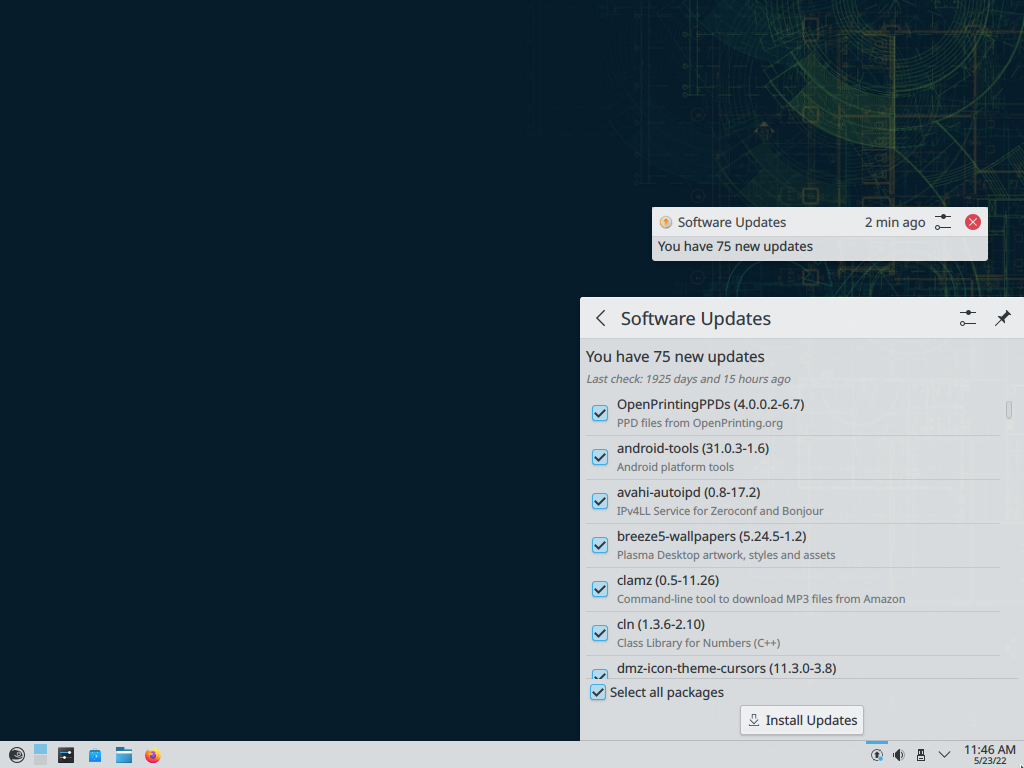 Software Updates 2 min ago
You have 75 new updates
Software Updates
You have 75 new updates
Last check: 1925 days and 15 hours ago
OpenPrintingPPDs (4.0.0.2-6.7)
PPD files from OpenPrinting.org
android-tools (31.0.3-1.6)
Android platform tools
avahi-autoipd (0.8-17.2)
IPv4LL Service for Zeroconf and Bonjour
breeze5-wallpapers (5.24.5-1.2)
Plasma Desktop artwork, styles and assets
clamz (0.5-11.26)
Command-line tool to download MP3 files from Amazon
cln (1.3.6-2.10)
Class Library for Numbers (C++)
dmz-icon-theme-cursors (11.3.0-3.8)
Select all packages
Install Updates
11:46 AM
5/23/22